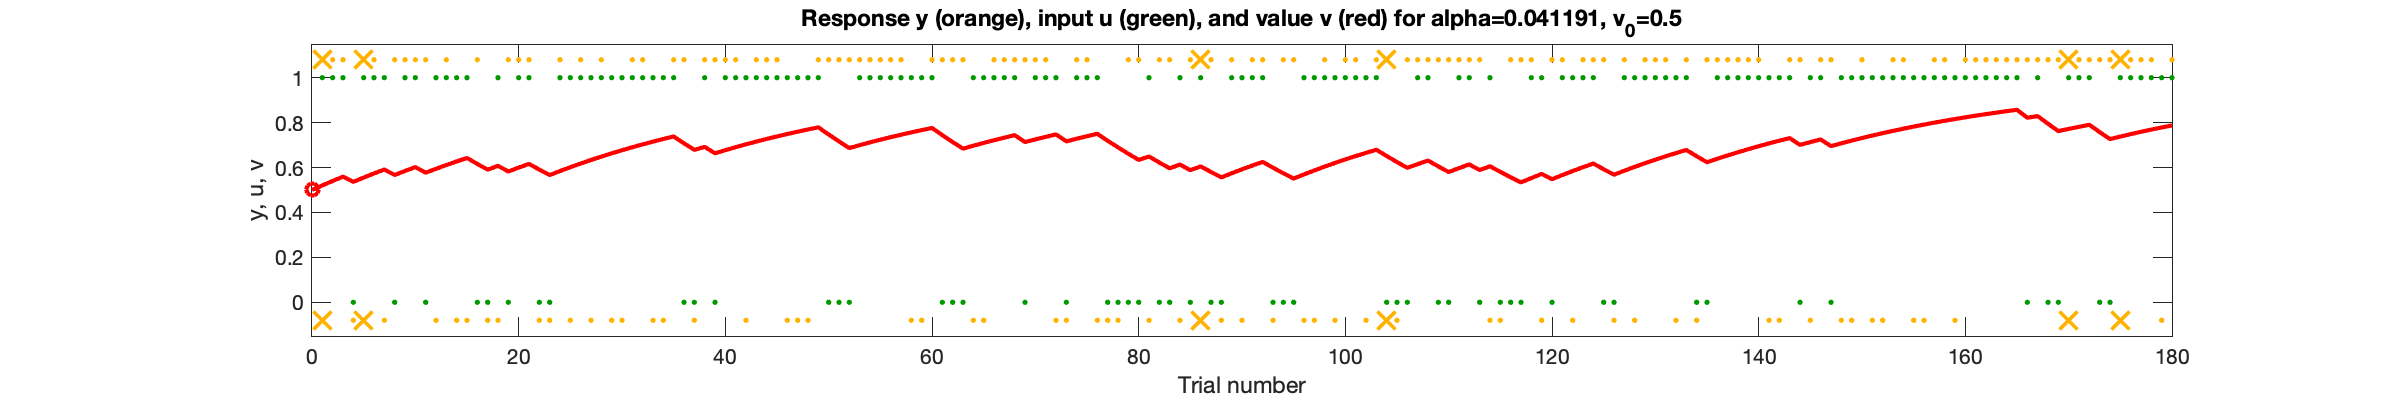 Response y (orange), input u (green), and value v (red) for alpha=0.041191, v0=0.5
y, u, v
1
0.8
0.6
0.4
0.2
0
0 20 40 60 80 100 120 140 160 180
Trial number